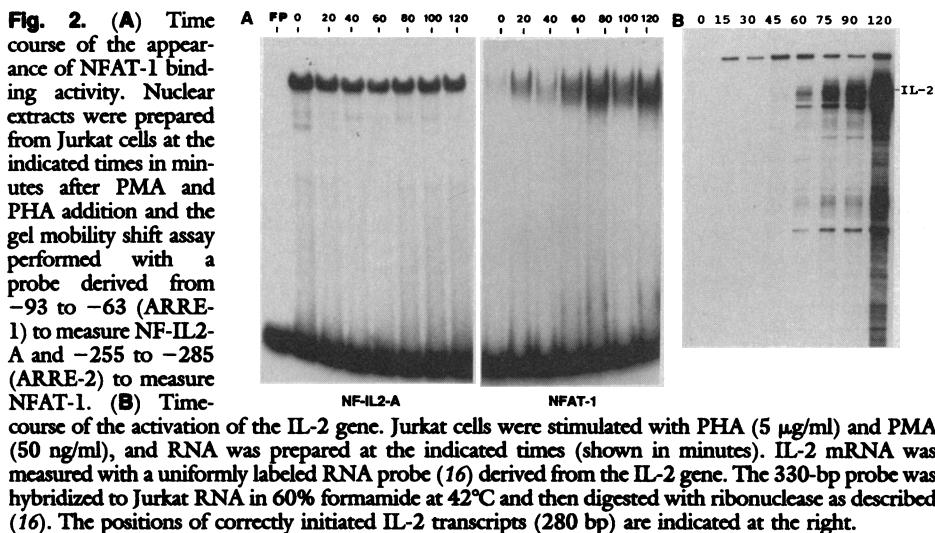 Fig. 2. (A) Time
course of the appear-
ance of NFAT-1 bind-
ing activity. Nuclear
extracts were prepared
from Jurkat cells at the
indicated times in min-
utes after PMA and
PHA addition and the
gel mobility shift assay
performed with a
probe derived from
−93 to −63 (ARRE-
1) to measure NF-IL2-
A and −255 to −285
(ARRE-2) to measure
NFAT-1. (B) Time-
course of the activation of the IL-2 gene. Jurkat cells were stimulated with PHA (5 μg/ml) and PMA
(50 ng/ml), and RNA was prepared at the indicated times (shown in minutes). IL-2 mRNA was
measured with a uniformly labeled RNA probe (16) derived from the IL-2 gene. The 330-bp probe was
hybridized to Jurkat RNA in 60% formamide at 42°C and then digested with ribonuclease as described
(16). The positions of correctly initiated IL-2 transcripts (280 bp) are indicated at the right.
A FP 0 20 40 60 80 100 120
0 20 40 60 80 100 120
NF-IL2-A
NFAT-1
B 0 15 30 45 60 75 90 120
-IL-2